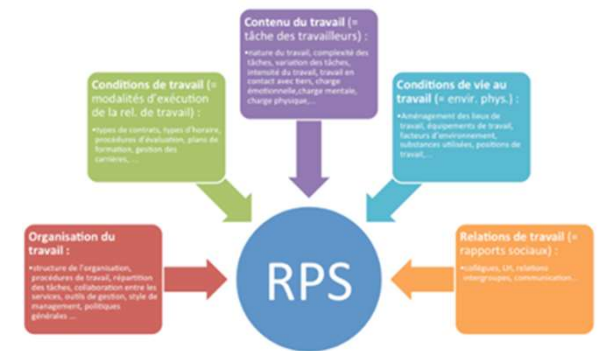 Contenu du travail (=
tâche des travailleurs) :
•nature du travail, complexité des
tâches, variation des tâches,
intensité du travail, travail en
contact avec tiers, charge
émotionnelle,charge mentale,
charge physique,...
Conditions de travail (=
modalités d'exécution
de la rel. de travail) :
•types de contrats, types d'horaire,
procédures d'évaluation, plans de
formation, gestion des
carrières, ...
Conditions de vie au
travail (= envir. phys.) :
•Aménagement des lieux de
travail, équipements de travail,
facteurs d'environnement,
substances utilisées, positions de
travail,...
Organisation du
travail :
•structure de l'organisation,
procédures de travail, répartition
des tâches, collaboration entre les
services, outils de gestion, style de
management, politiques
générales ...
Relations de travail (=
rapports sociaux) :
•collègues, LH, relations
intergroupes, communication...
RPS